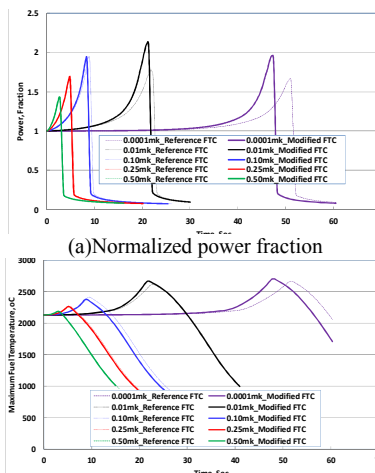 2.5
2
1.5
1
0.5
0
Power, Fraction
0.0001mk_Reference FTC 0.0001mk_Modified FTC
0.01mk_Reference FTC 0.01mk_Modified FTC
0.10mk_Reference FTC 0.10mk_Modified FTC
0.25mk_Reference FTC 0.25mk_Modified FTC
0.50mk_Reference FTC 0.50mk_Modified FTC
0 10 20 30 40 50 60
Time, Sec
(a)Normalized power fraction
3000
2500
2000
1500
1000
500
0
Maximum Fuel Temperature, oC
0.0001mk_Reference FTC 0.0001mk_Modified FTC
0.01mk_Reference FTC 0.01mk_Modified FTC
0.10mk_Reference FTC 0.10mk_Modified FTC
0.25mk_Reference FTC 0.25mk_Modified FTC
0.50mk_Reference FTC 0.50mk_Modified FTC
0 10 20 30 40 50 60
Time, Sec